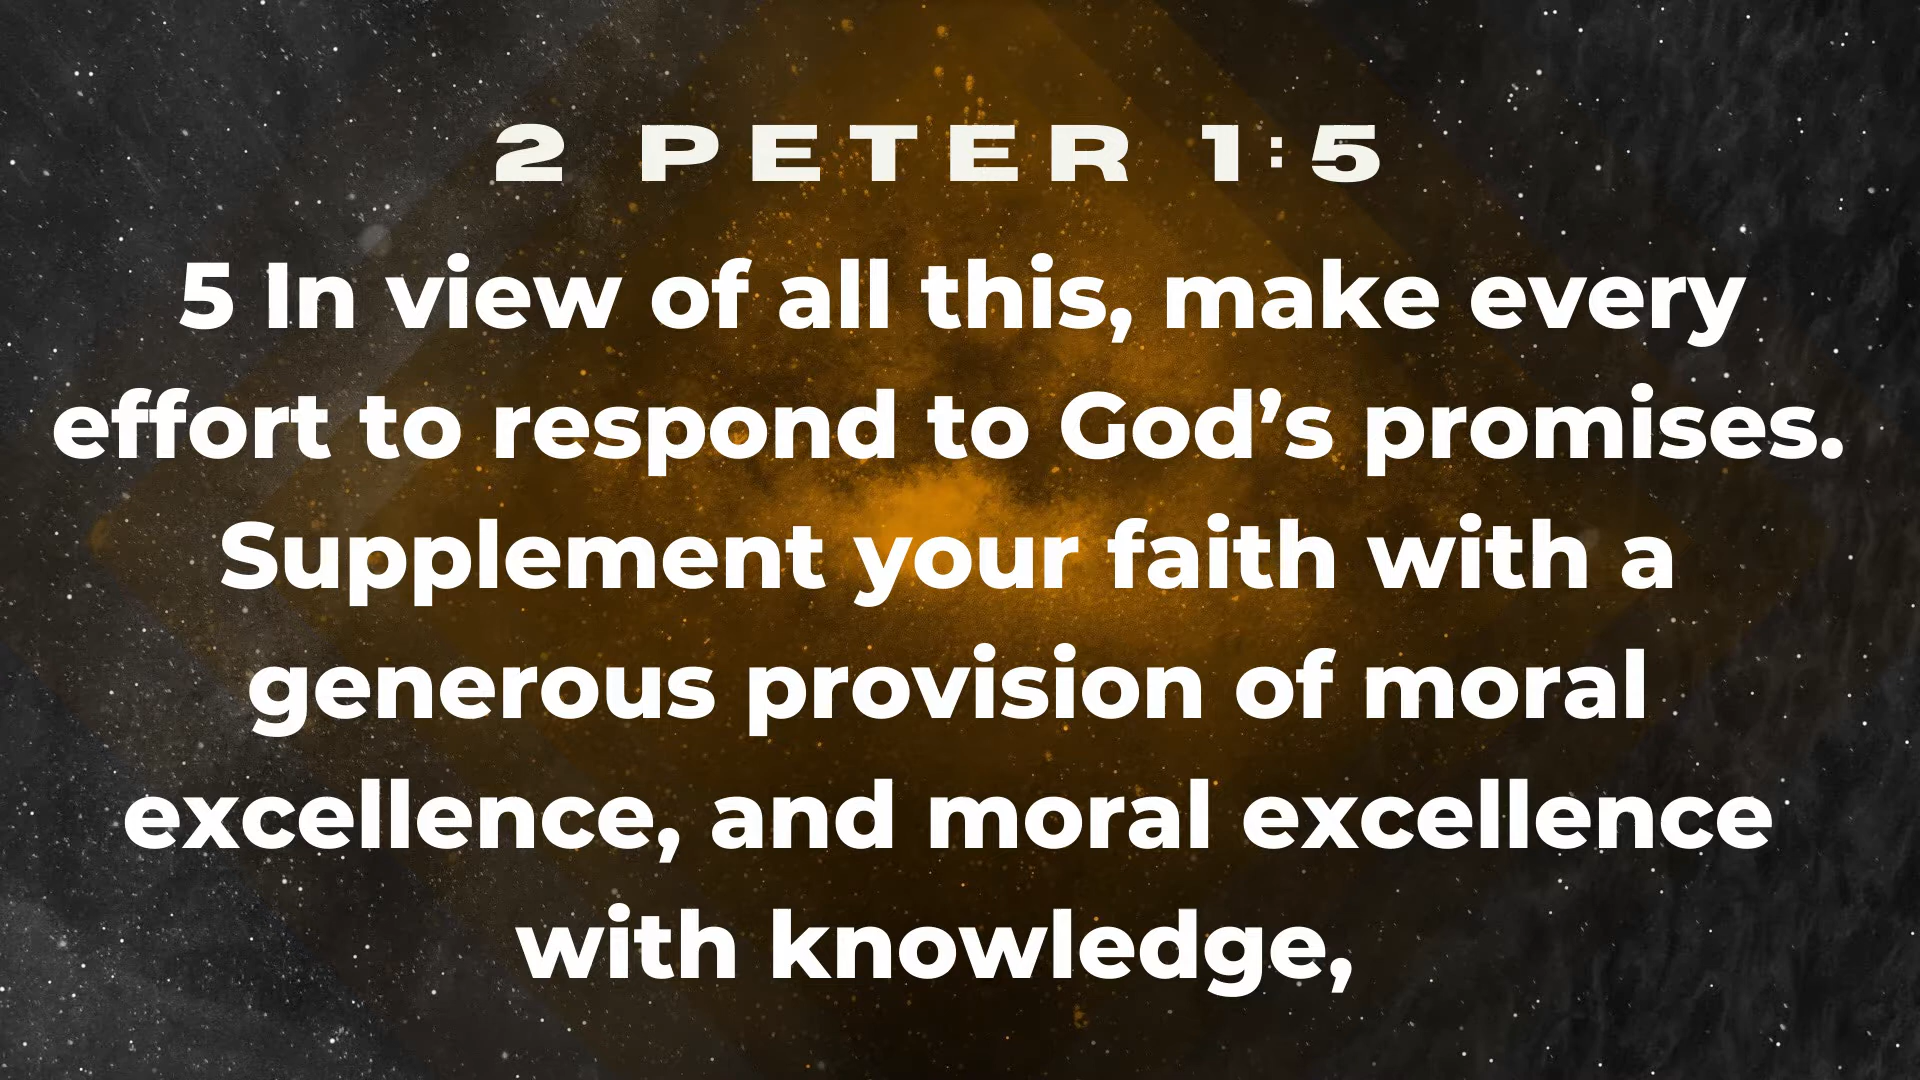 2 PETER 1:5
5 In view of all this, make every
effort to respond to God’s promises.
Supplement your faith with a
generous provision of moral
excellence, and moral excellence
with knowledge,